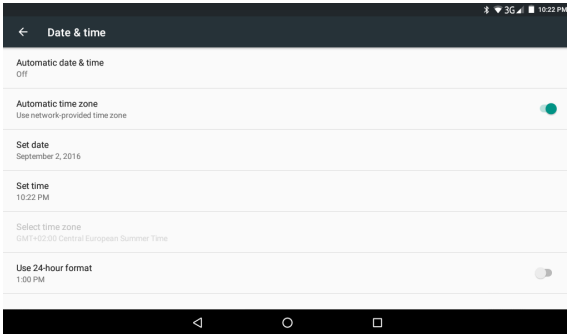 3G 10:22 PM
Date & time
Automatic date & time
Off
Automatic time zone
Use network-provided time zone
Set date
September 2, 2016
Set time
10:22 PM
Select time zone
GMT+02:00 Central European Summer Time
Use 24-hour format
1:00 PM